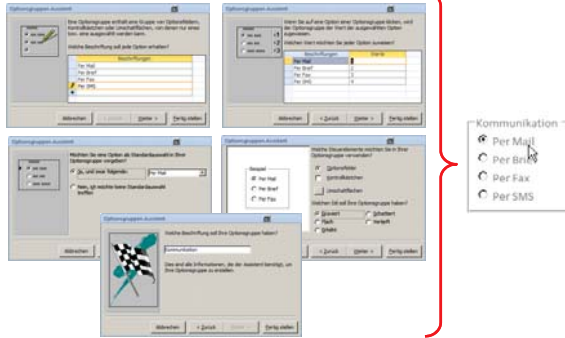 Optionsgruppen-Assistent
Eine Optionsgruppe enthält eine Gruppe von Optionsfeldern,
Kontrollkästchen oder Umschaltflächen, von denen nur eines
bzw. eine ausgewählt werden kann.
Welche Beschriftung soll jede Option erhalten?
Beschriftungen
Per Mail
Per Brief
Per Fax
Per SMS
Abbrechen
< Zurück
Weiter >
Fertig stellen
Optionsgruppen-Assistent
Wenn Sie auf eine Option einer Optionsgruppe klicken, wird
der Optionsgruppe der Wert der ausgewählten Option
zugewiesen.
Welchen Wert möchten Sie jeder Option zuweisen?
Beschriftungen Werte
Per Mail 1
Per Brief 2
Per Fax 3
Per SMS 4
Abbrechen
< Zurück
Weiter >
Fertig stellen
Optionsgruppen-Assistent
Möchten Sie eine Option als Standardauswahl in Ihrer
Optionsgruppe vorgeben?
Ja, und zwar folgende: Per Mail
Nein, ich möchte keine Standardauswahl
treffen
Abbrechen
Optionsgruppen-Assistent
Beispiel
Per Mail
Per Brief
Per Fax
Welche Steuerelemente möchten Sie in Ihrer
Optionsgruppe verwenden?
Optionsfelder
Kontrollkästchen
Umschaltflächen
Welchen Stil soll Ihre Optionsgruppe haben?
Graviert
Schattiert
Flach
Vertieft
Erhöht
< Zurück
Weiter >
Fertig stellen
Optionsgruppen-Assistent
Welche Beschriftung soll Ihre Optionsgruppe haben?
Kommunikation
Dies sind alle Informationen, die der Assistent benötigt, um
Ihre Optionsgruppe zu erstellen.
Abbrechen
< Zurück
Fertig stellen
Kommunikation
Per Mail
Per Brief
Per Fax
Per SMS